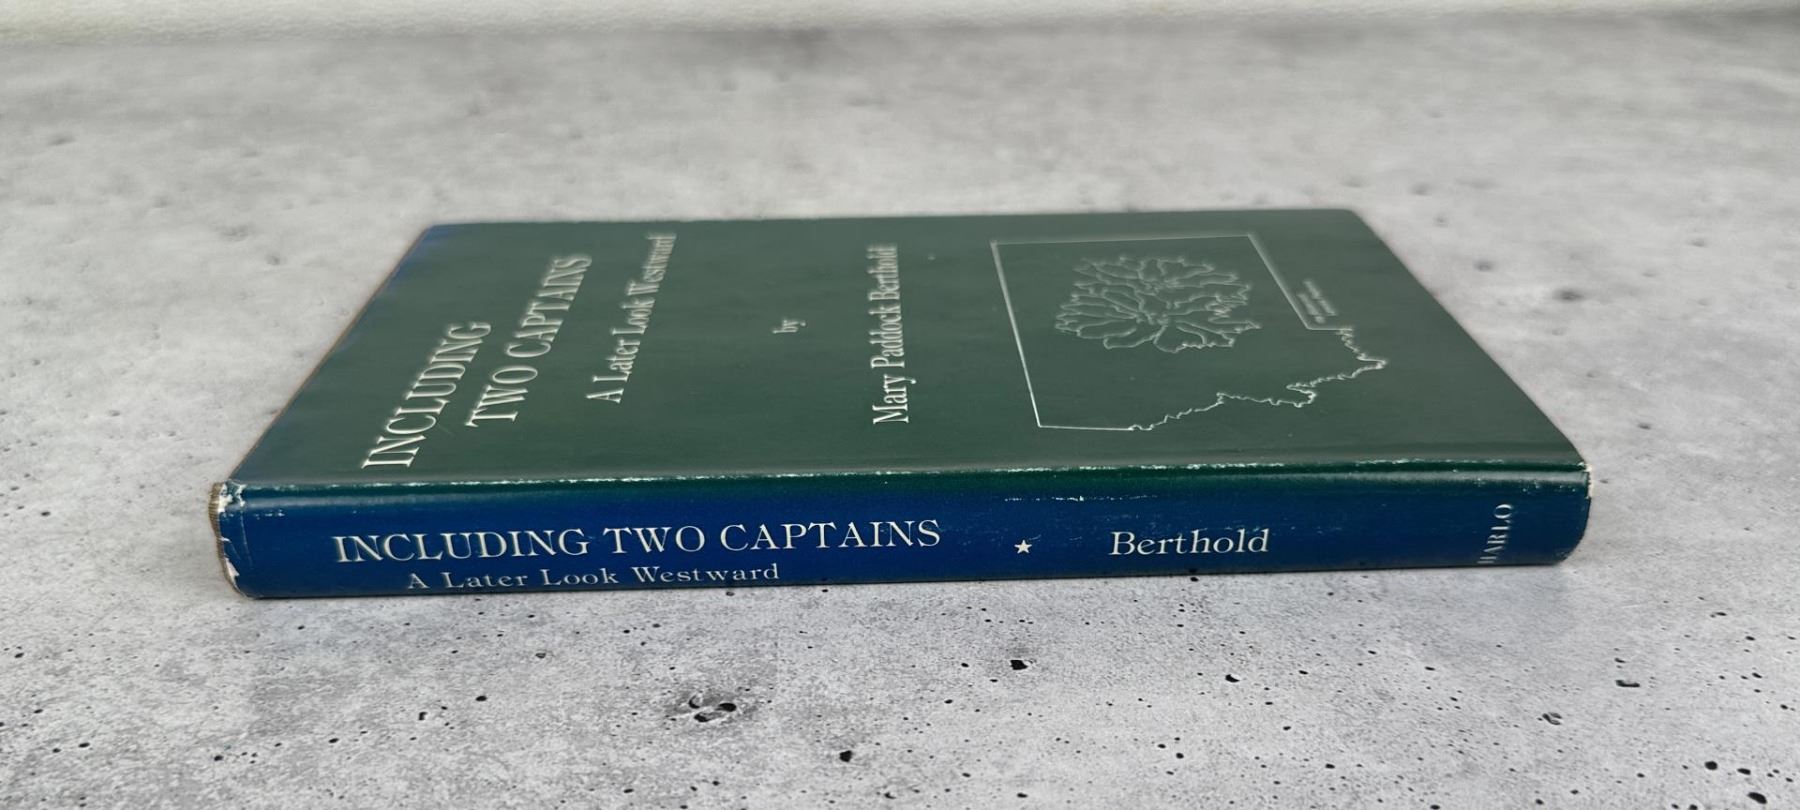 INCLUDING
TWO CAPTAINS
A Later Look Westward
by
Mary Paddock Berthold
INCLUDING TWO CAPTAINS
A Later Look Westward
★ Berthold
HARLO